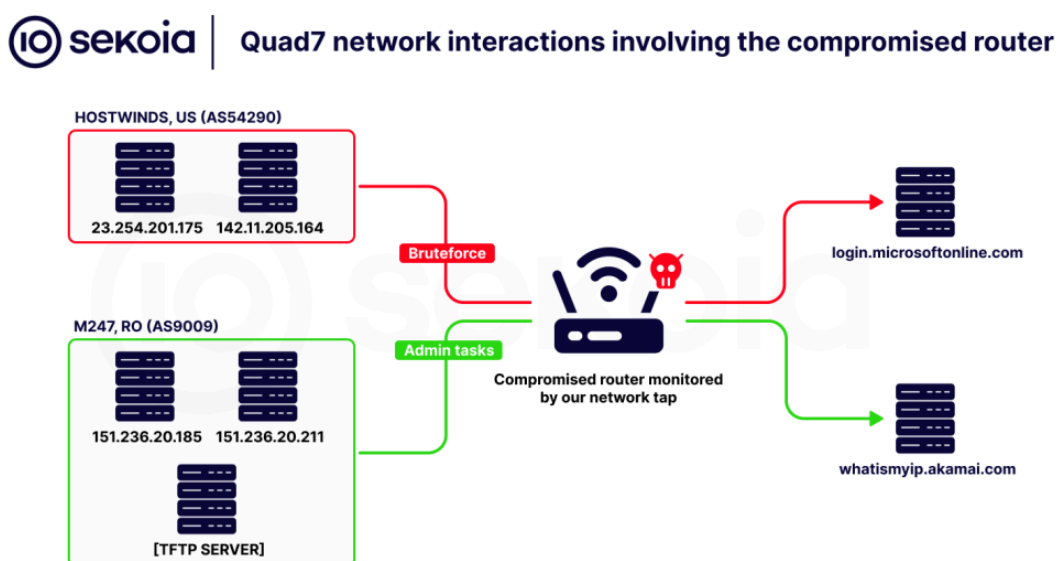 sekoia
Quad7 network interactions involving the compromised router
HOSTWINDS, US (AS54290)
23.254.201.175 142.11.205.164
login.microsoftonline.com
Bruteforce
M247, RO (AS9009)
Admin tasks
Compromised router monitored
by our network tap
151.236.20.185 151.236.20.211
whatismyip.akamai.com
[TFTP SERVER]